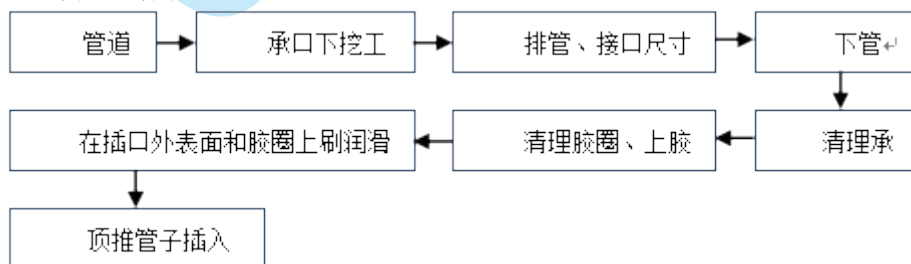 管道
承口下挖工
排管、接口尺寸
下管
清理承
清理胶圈、上胶
在插口外表面和胶圈上刷润滑
顶推管子插入